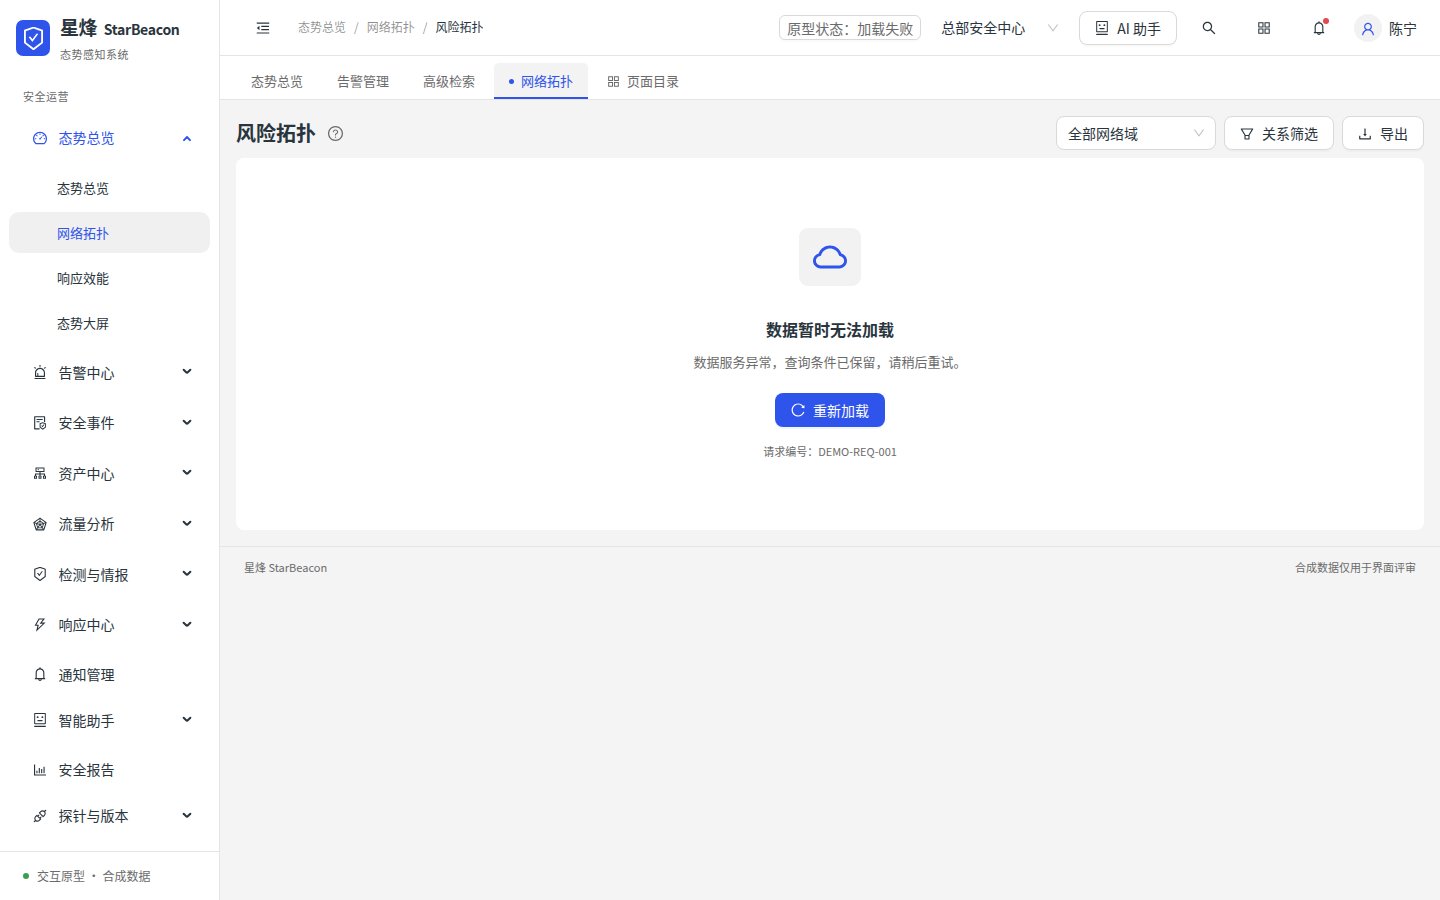 星烽 StarBeacon
态势感知系统
安全运营
态势总览
态势总览
网络拓扑
响应效能
态势大屏
告警中心
安全事件
资产中心
流量分析
检测与情报
响应中心
通知管理
智能助手
安全报告
探针与版本
交互原型 · 合成数据
态势总览 / 网络拓扑 / 风险拓扑
原型状态：加载失败
总部安全中心
AI 助手
陈宁
态势总览
告警管理
高级检索
网络拓扑
页面目录
风险拓扑
全部网络域
关系筛选
导出
数据暂时无法加载
数据服务异常，查询条件已保留，请稍后重试。
重新加载
请求编号：DEMO-REQ-001
星烽 StarBeacon
合成数据仅用于界面评审